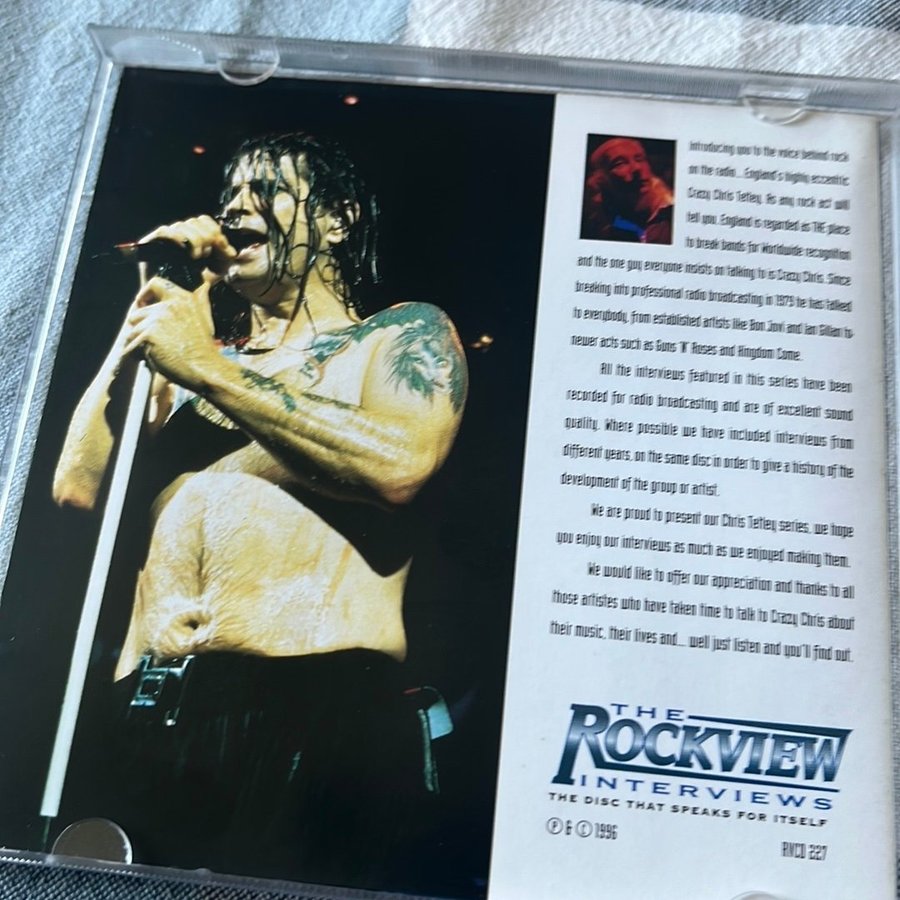 Introducing you to the voice behind rock
on the radio... England's highly eccentric
Crazy Chris Tetley. As any rock act will
tell you, England is regarded as THE place
to break bands for Worldwide recognition
and the one guy everyone insists on talking to is Crazy Chris. Since
breaking into professional radio broadcasting in 1979 he has talked
to everybody, from established artists like Bon Jovi and Ian Gillan to
newer acts such as Guns 'N' Roses and Kingdom Come.
All the interviews featured in this series have been
recorded for radio broadcasting and are of excellent sound
quality. Where possible we have included interviews from
different years, on the same disc in order to give a history of the
development of the group or artist.
We are proud to present our Chris Tetley series, we hope
you enjoy our interviews as much as we enjoyed making them.
We would like to offer our appreciation and thanks to all
those artistes who have taken time to talk to Crazy Chris about
their music, their lives and... well just listen and you'll find out.
THE
ROCKVIEW
INTERVIEWS
THE DISC THAT SPEAKS FOR ITSELF
Ⓟ & Ⓒ 1996
RVCD 227